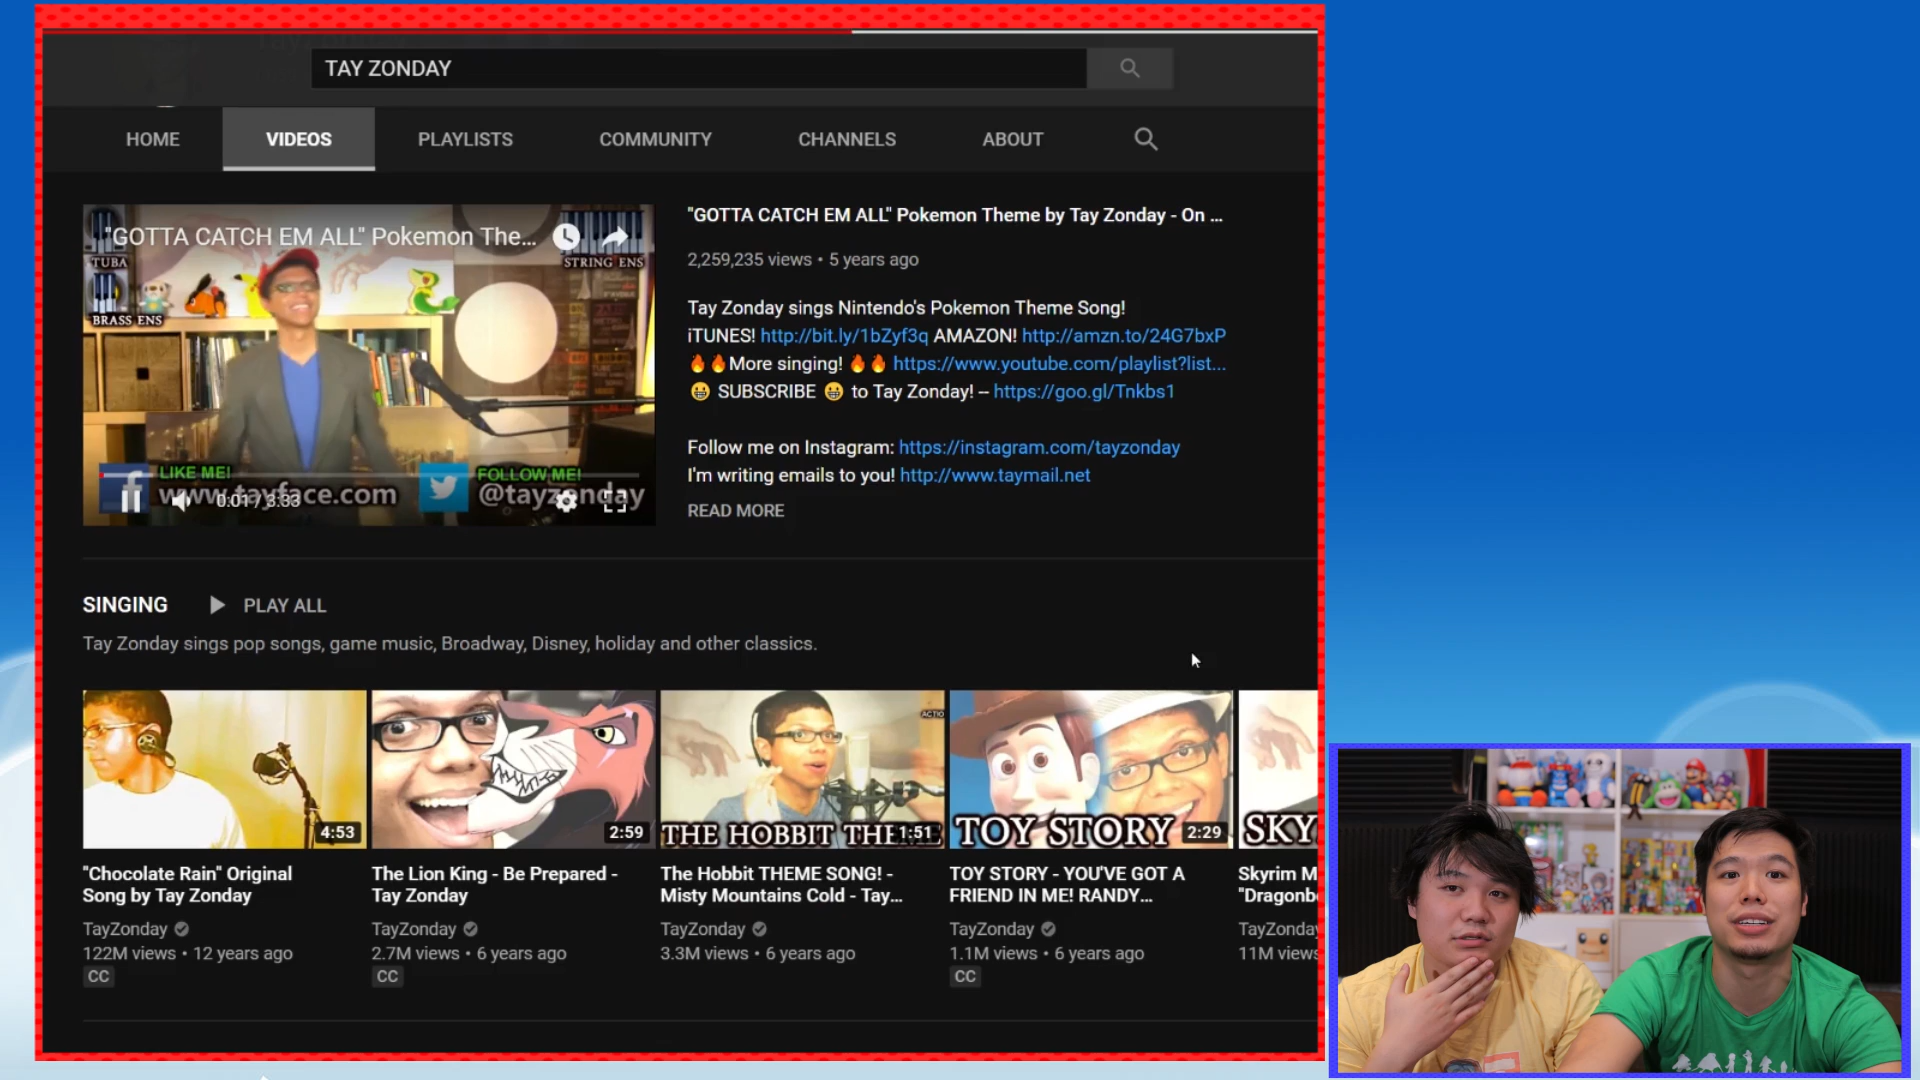 TAY ZONDAY
HOME VIDEOS PLAYLISTS COMMUNITY CHANNELS ABOUT
"GOTTA CATCH EM ALL" Pokemon The...
TUBA
STRING ENS
BRASS ENS
LIKE ME!
FOLLOW ME!
www.tayface.com
@tayzonday
0:01 / 3:33
"GOTTA CATCH EM ALL" Pokemon Theme by Tay Zonday - On ...
2,259,235 views • 5 years ago
Tay Zonday sings Nintendo's Pokemon Theme Song!
iTUNES! http://bit.ly/1bZyf3q AMAZON! http://amzn.to/24G7bxP
🔥🔥More singing! 🔥🔥 https://www.youtube.com/playlist?list...
😀 SUBSCRIBE 😀 to Tay Zonday! -- https://goo.gl/Tnkbs1
Follow me on Instagram: https://instagram.com/tayzonday
I'm writing emails to you! http://www.taymail.net
READ MORE
SINGING PLAY ALL
Tay Zonday sings pop songs, game music, Broadway, Disney, holiday and other classics.
4:53
"Chocolate Rain" Original
Song by Tay Zonday
TayZonday
122M views • 12 years ago
CC
2:59
The Lion King - Be Prepared -
Tay Zonday
TayZonday
2.7M views • 6 years ago
CC
ACTIO
THE HOBBIT THEME
1:51
The Hobbit THEME SONG! -
Misty Mountains Cold - Tay...
TayZonday
3.3M views • 6 years ago
TOY STORY
2:29
TOY STORY - YOU'VE GOT A
FRIEND IN ME! RANDY...
TayZonday
1.1M views • 6 years ago
CC
SKY
Skyrim M
"Dragonb
TayZonda
11M views